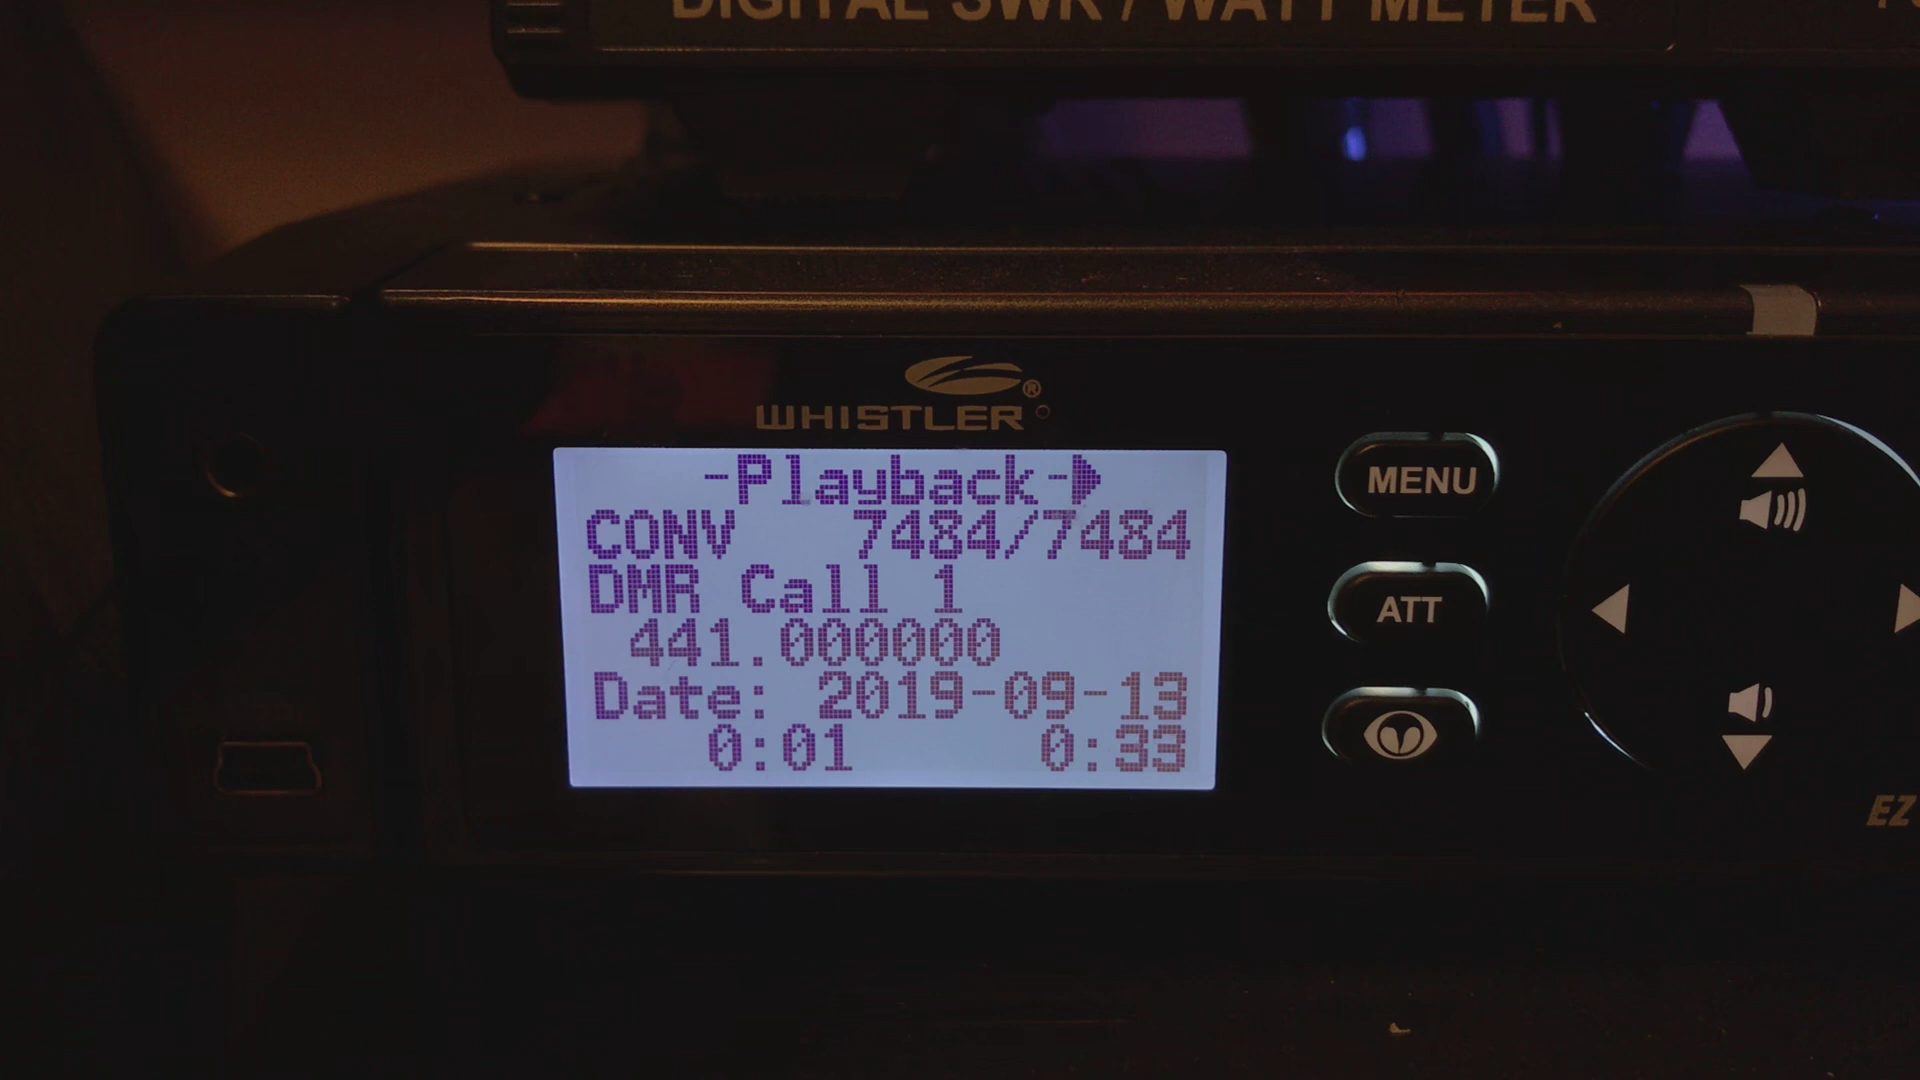 DIGITAL SWR / WATT METER
WHISTLER®
-Playback-
CONV 7484/7484
DMR Call 1
441.000000
Date: 2019-09-13
0:01 0:33
MENU
ATT
EZ